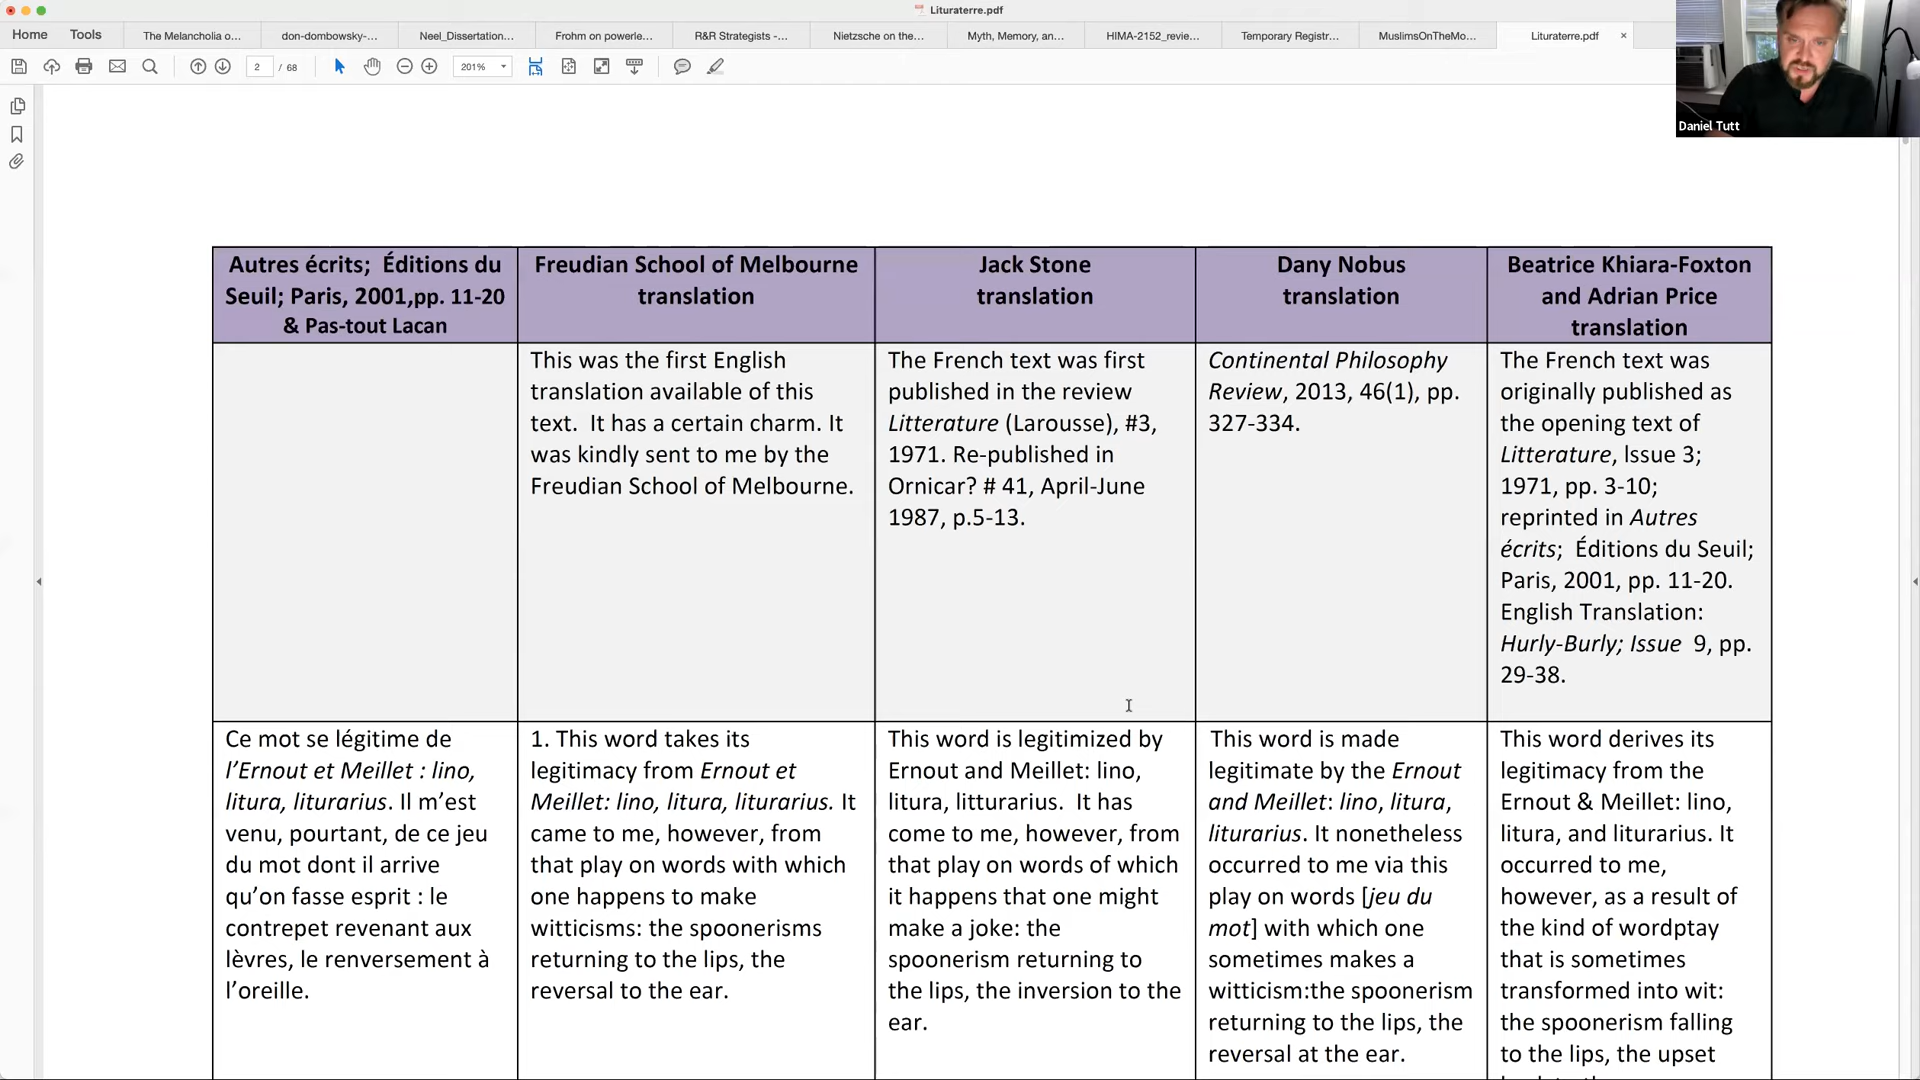 Lituraterre.pdf
Home
Tools
The Melancholia o...
don-dombowsky-...
Neel_Dissertation...
Frohm on powerle...
R&R Strategists -...
Nietzsche on the...
Myth, Memory, an...
HIMA-2152_revie...
Temporary Registr...
MuslimsOnTheMo...
Lituraterre.pdf
2 / 68
201%
Daniel Tutt
Autres écrits; Éditions du
Seuil; Paris, 2001,pp. 11-20
& Pas-tout Lacan
Freudian School of Melbourne
translation
Jack Stone
translation
Dany Nobus
translation
Beatrice Khiara-Foxton
and Adrian Price
translation
This was the first English
translation available of this
text. It has a certain charm. It
was kindly sent to me by the
Freudian School of Melbourne.
The French text was first
published in the review
Litterature (Larousse), #3,
1971. Re-published in
Ornicar? # 41, April-June
1987, p.5-13.
Continental Philosophy
Review, 2013, 46(1), pp.
327-334.
The French text was
originally published as
the opening text of
Litterature, Issue 3;
1971, pp. 3-10;
reprinted in Autres
écrits; Éditions du Seuil;
Paris, 2001, pp. 11-20.
English Translation:
Hurly-Burly; Issue 9, pp.
29-38.
Ce mot se légitime de
l’Ernout et Meillet : lino,
litura, liturarius. Il m’est
venu, pourtant, de ce jeu
du mot dont il arrive
qu’on fasse esprit : le
contrepet revenant aux
lèvres, le renversement à
l’oreille.
1. This word takes its
legitimacy from Ernout et
Meillet: lino, litura, liturarius. It
came to me, however, from
that play on words with which
one happens to make
witticisms: the spoonerisms
returning to the lips, the
reversal to the ear.
This word is legitimized by
Ernout and Meillet: lino,
litura, litturarius. It has
come to me, however, from
that play on words of which
it happens that one might
make a joke: the
spoonerism returning to
the lips, the inversion to the
ear.
This word is made
legitimate by the Ernout
and Meillet: lino, litura,
liturarius. It nonetheless
occurred to me via this
play on words [jeu du
mot] with which one
sometimes makes a
witticism:the spoonerism
returning to the lips, the
reversal at the ear.
This word derives its
legitimacy from the
Ernout & Meillet: lino,
litura, and liturarius. It
occurred to me,
however, as a result of
the kind of wordptay
that is sometimes
transformed into wit:
the spoonerism falling
to the lips, the upset